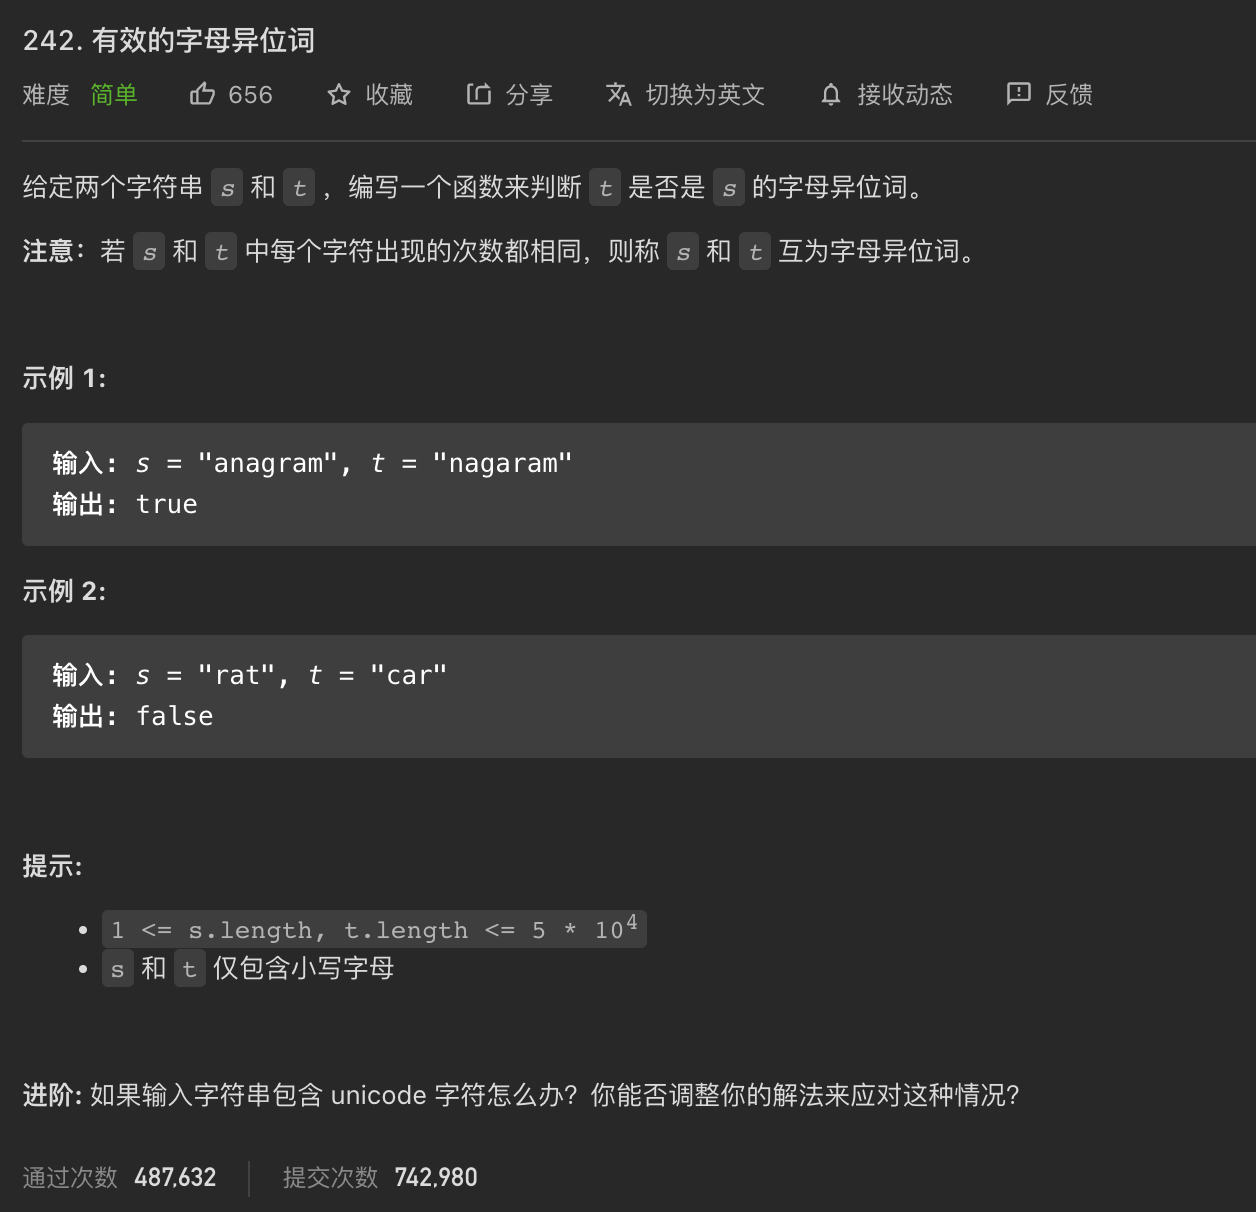 242. 有效的字母异位词
难度 简单 656 收藏 分享 切换为英文 接收动态 反馈
给定两个字符串 s 和 t ，编写一个函数来判断 t 是否是 s 的字母异位词。
注意：若 s 和 t 中每个字符出现的次数都相同，则称 s 和 t 互为字母异位词。
示例 1:
输入: s = "anagram", t = "nagaram"
输出: true
示例 2:
输入: s = "rat", t = "car"
输出: false
提示:
• 1 <= s.length, t.length <= 5 * 10⁴
• s 和 t 仅包含小写字母
进阶: 如果输入字符串包含 unicode 字符怎么办？你能否调整你的解法来应对这种情况？
通过次数 487,632 提交次数 742,980